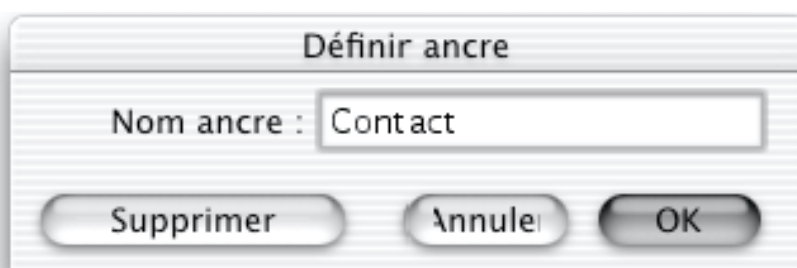 Définir ancre
Nom ancre : Contact
Supprimer Annuler OK